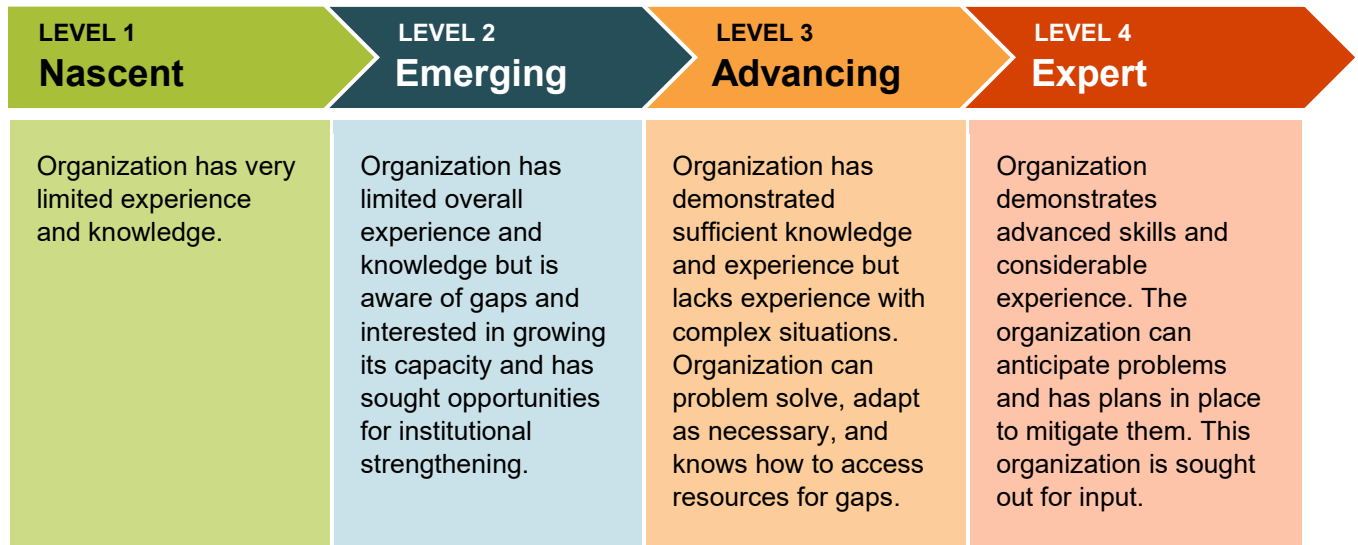 LEVEL 1
Nascent
LEVEL 2
Emerging
LEVEL 3
Advancing
LEVEL 4
Expert
Organization has very
limited experience
and knowledge.
Organization has
limited overall
experience and
knowledge but is
aware of gaps and
interested in growing
its capacity and has
sought opportunities
for institutional
strengthening.
Organization has
demonstrated
sufficient knowledge
and experience but
lacks experience with
complex situations.
Organization can
problem solve, adapt
as necessary, and
knows how to access
resources for gaps.
Organization
demonstrates
advanced skills and
considerable
experience. The
organization can
anticipate problems
and has plans in place
to mitigate them. This
organization is sought
out for input.